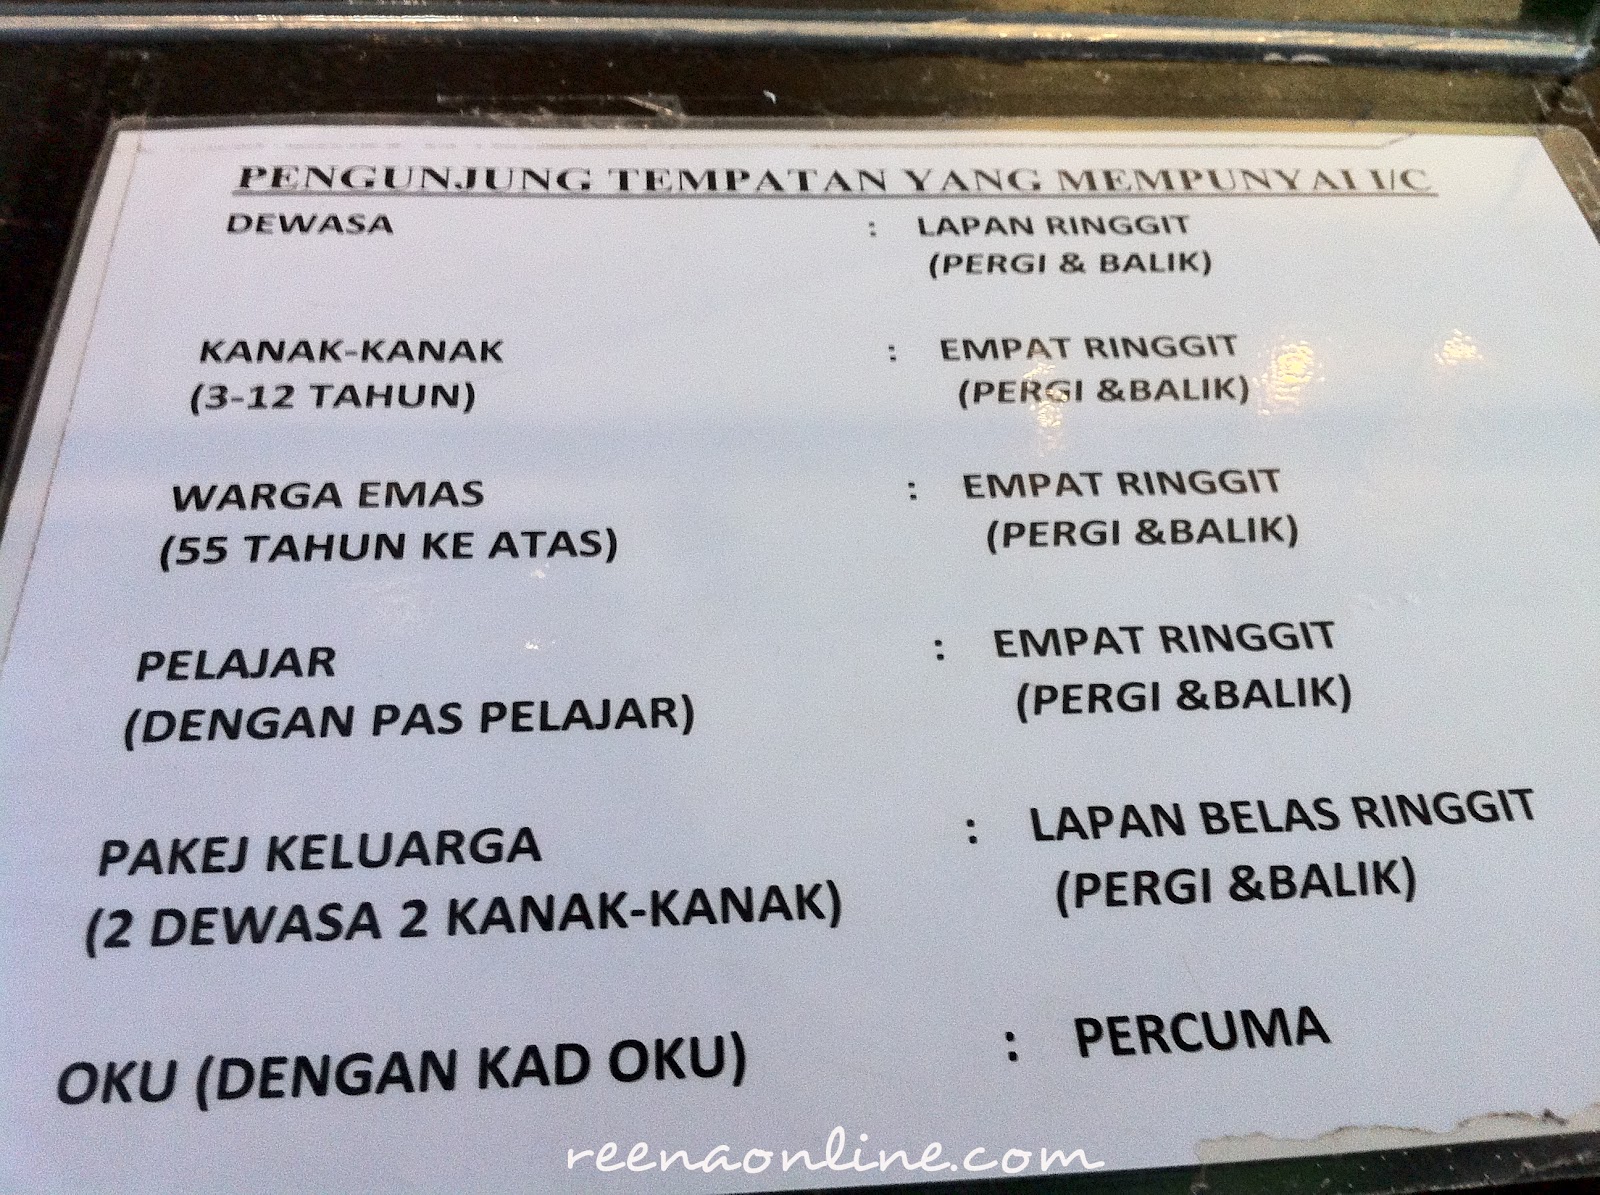 PENGUNJUNG TEMPATAN YANG MEMPUNYAI I/C
DEWASA : LAPAN RINGGIT
(PERGI & BALIK)
KANAK-KANAK : EMPAT RINGGIT
(3-12 TAHUN) (PERGI &BALIK)
WARGA EMAS : EMPAT RINGGIT
(55 TAHUN KE ATAS) (PERGI &BALIK)
PELAJAR : EMPAT RINGGIT
(DENGAN PAS PELAJAR) (PERGI &BALIK)
PAKEJ KELUARGA : LAPAN BELAS RINGGIT
(2 DEWASA 2 KANAK-KANAK) (PERGI &BALIK)
OKU (DENGAN KAD OKU) : PERCUMA
reenaonline.com